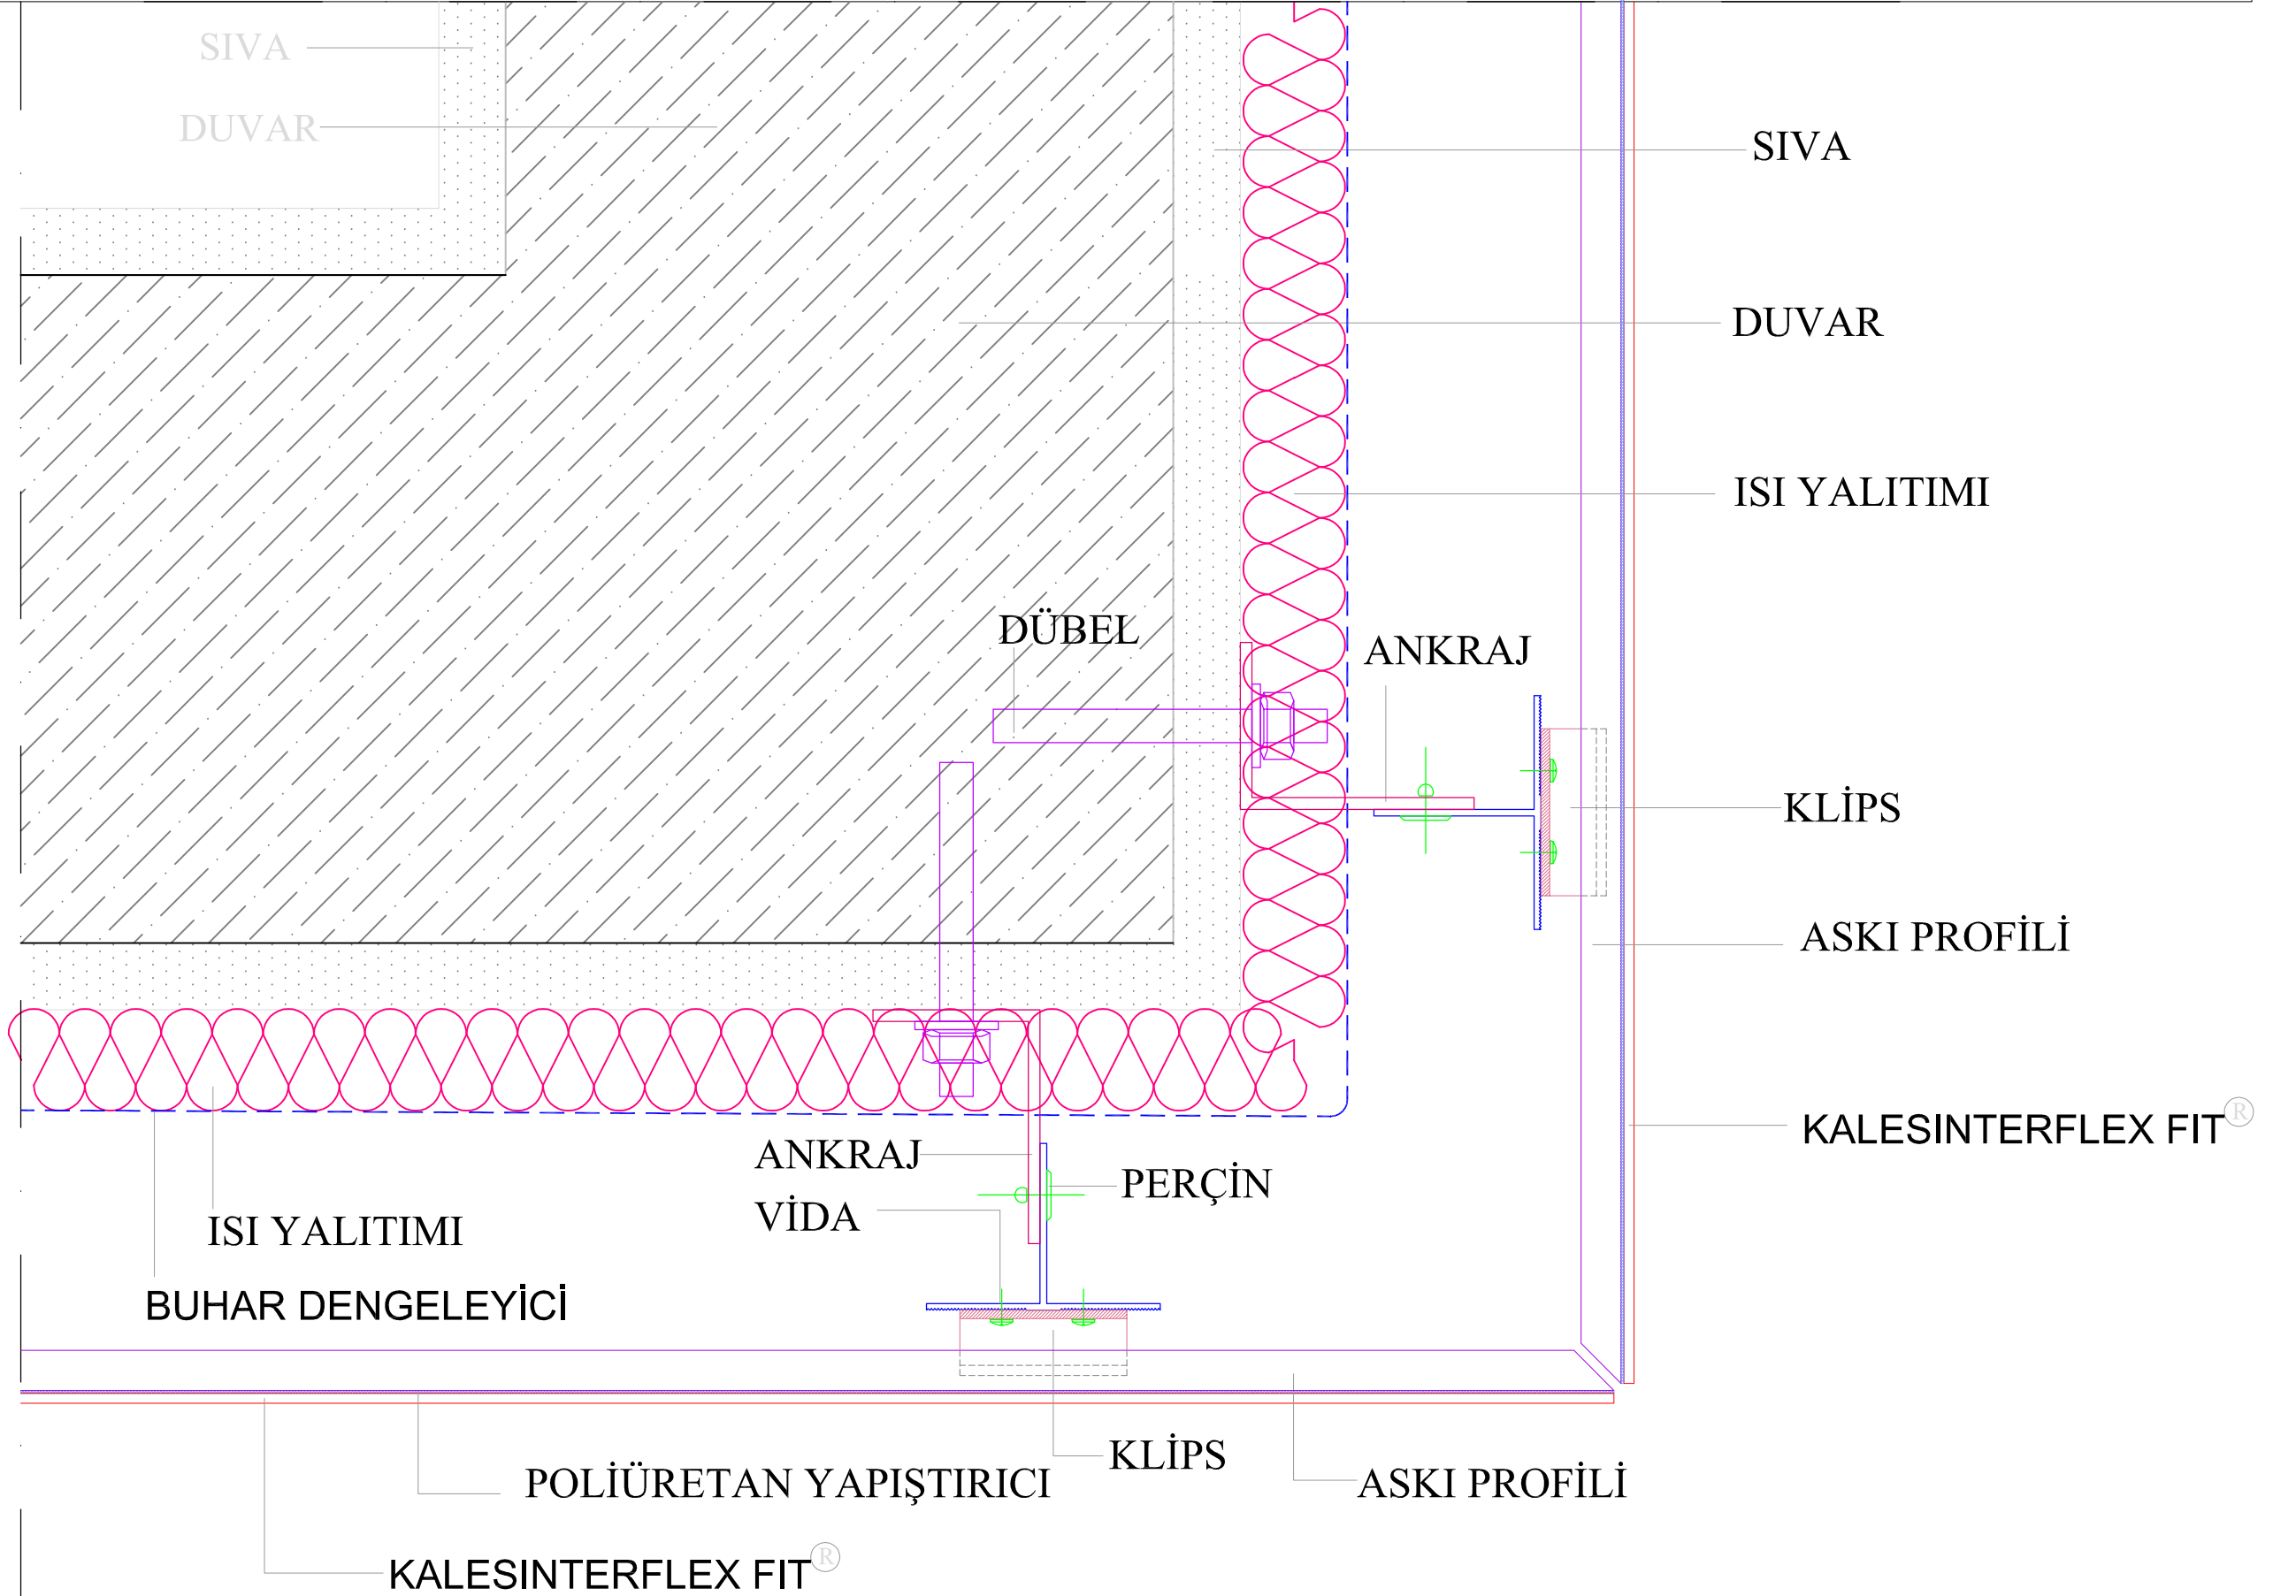 SIVA
DUVAR
SIVA
DUVAR
ISI YALITIMI
DÜBEL
ANKRAJ
KLİPS
ASKI PROFİLİ
KALESINTERFLEX FIT®
ANKRAJ
PERÇİN
VİDA
ISI YALITIMI
BUHAR DENGELEYİCİ
KLİPS
POLİÜRETAN YAPIŞTIRICI
ASKI PROFİLİ
KALESINTERFLEX FIT®